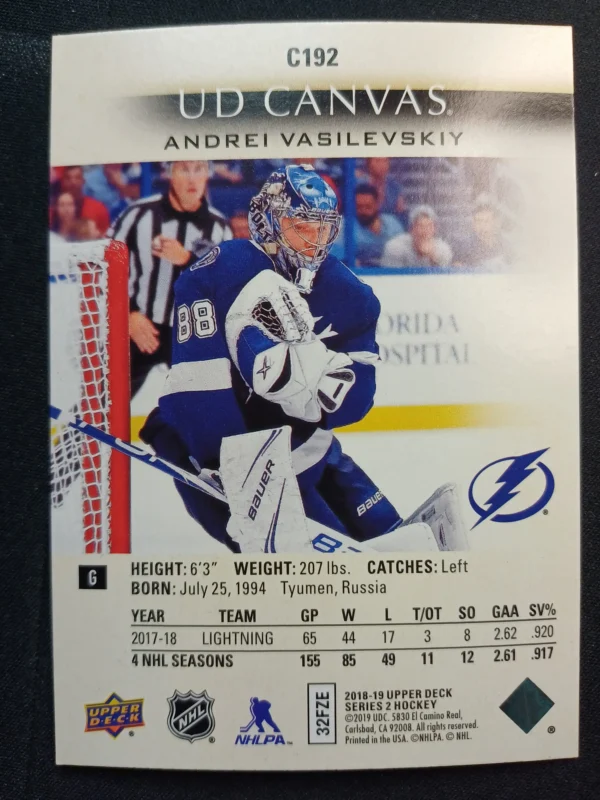 C192
UD CANVAS®
ANDREI VASILEVSKIY
88
ORIDA
OSPITAL
BAUER
BAUER
88
®
G
HEIGHT: 6'3" WEIGHT: 207 lbs. CATCHES: Left
BORN: July 25, 1994 Tyumen, Russia
YEAR TEAM GP W L T/OT SO GAA SV%
2017-18 LIGHTNING 65 44 17 3 8 2.62 .920
4 NHL SEASONS 155 85 49 11 12 2.61 .917
UPPER DECK
NHL
NHLPA
32FZE
2018-19 UPPER DECK
SERIES 2 HOCKEY
©2019 UDC. 5830 El Camino Real,
Carlsbad, CA 92008. All rights reserved.
Printed in the USA. ©NHLPA. © NHL.
®